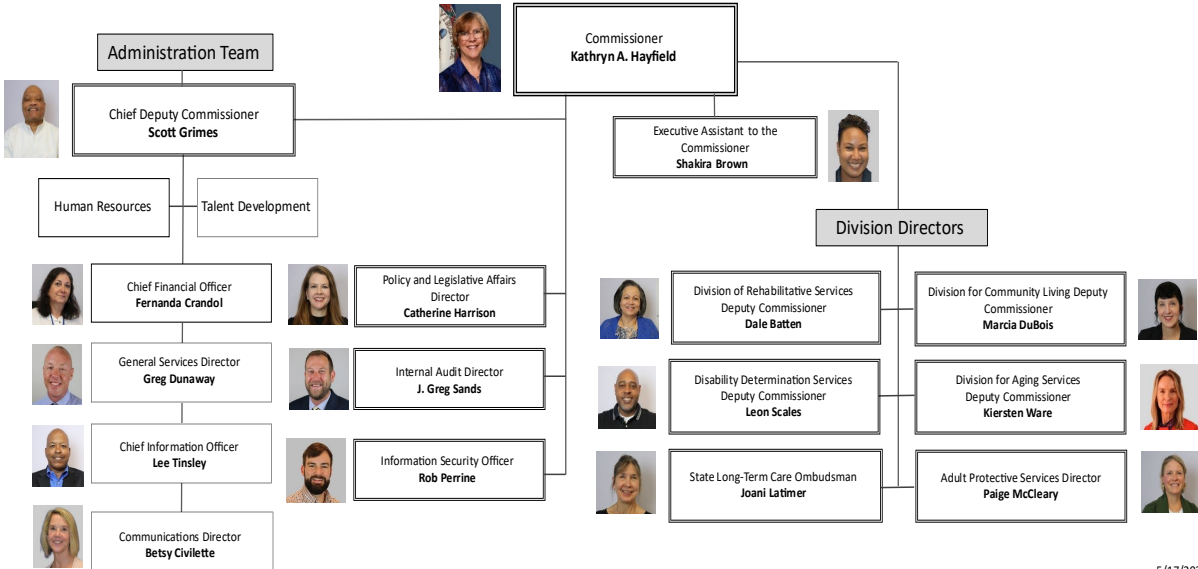 Commissioner
Kathryn A. Hayfield
Administration Team
Chief Deputy Commissioner
Scott Grimes
Executive Assistant to the
Commissioner
Shakira Brown
Human Resources
Talent Development
Division Directors
Chief Financial Officer
Fernanda Crandol
Policy and Legislative Affairs
Director
Catherine Harrison
Division of Rehabilitative Services
Deputy Commissioner
Dale Batten
Division for Community Living Deputy
Commissioner
Marcia DuBois
General Services Director
Greg Dunaway
Internal Audit Director
J. Greg Sands
Disability Determination Services
Deputy Commissioner
Leon Scales
Division for Aging Services
Deputy Commissioner
Kiersten Ware
Chief Information Officer
Lee Tinsley
Information Security Officer
Rob Perrine
State Long-Term Care Ombudsman
Joani Latimer
Adult Protective Services Director
Paige McCleary
Communications Director
Betsy Civilette